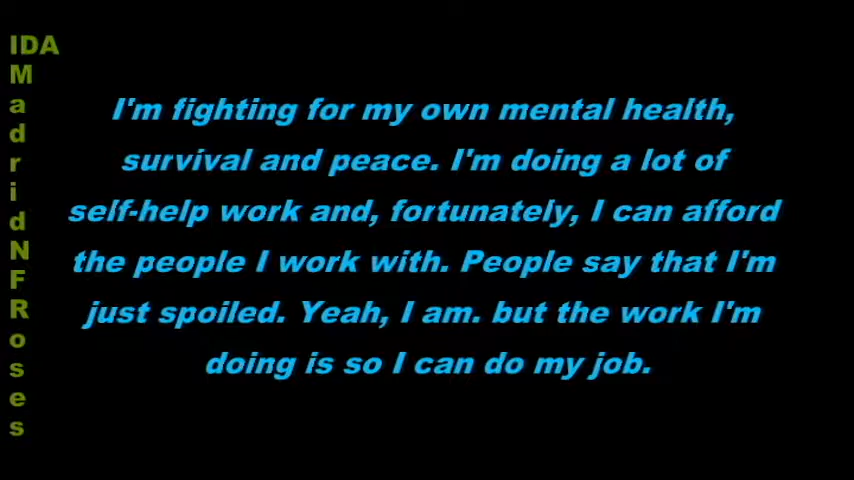 IDA
M
a
d
r
i
d
N
F
R
o
s
e
s
I'm fighting for my own mental health,
survival and peace. I'm doing a lot of
self-help work and, fortunately, I can afford
the people I work with. People say that I'm
just spoiled. Yeah, I am. but the work I'm
doing is so I can do my job.